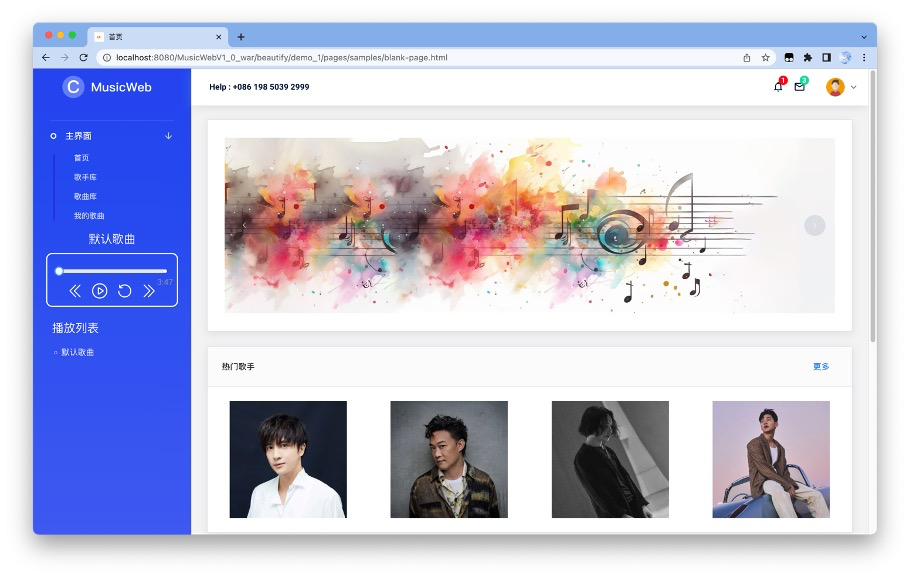 首页
localhost:8080/MusicWebV1_0_war/beautify/demo_1/pages/samples/blank-page.html
C MusicWeb
Help : +086 198 5039 2999
1
3
主界面
首页
歌手库
歌曲库
我的歌曲
默认歌曲
3:47
播放列表
默认歌曲
热门歌手
更多